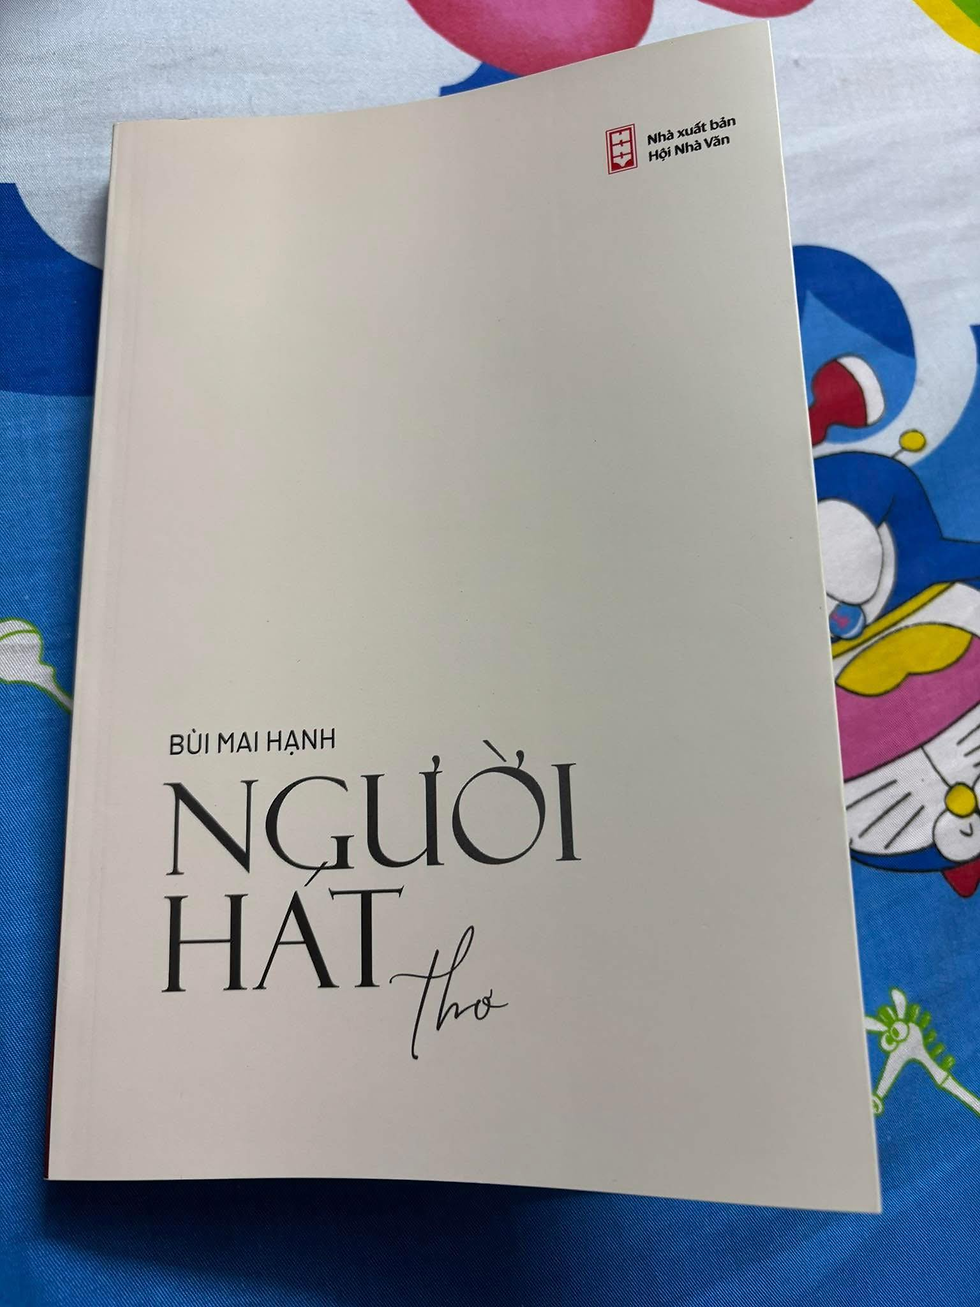 Nhà xuất bản
Hội Nhà Văn
BÙI MAI HẠNH
NGƯỜI
HÁT
thơ